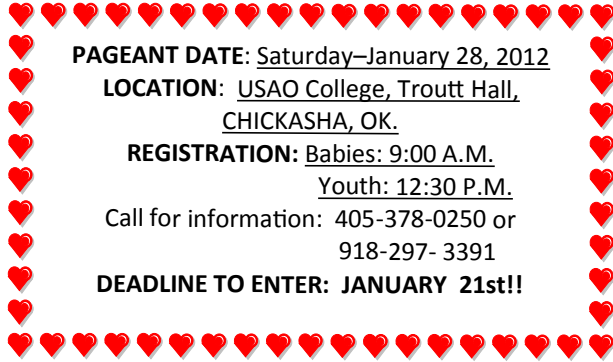 PAGEANT DATE: Saturday–January 28, 2012
LOCATION: USAO College, Troutt Hall,
CHICKASHA, OK.
REGISTRATION: Babies: 9:00 A.M.
Youth: 12:30 P.M.
Call for information: 405-378-0250 or
918-297- 3391
DEADLINE TO ENTER: JANUARY 21st!!